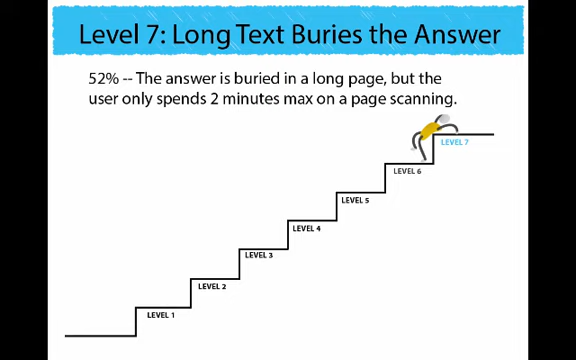 Level 7: Long Text Buries the Answer
52% -- The answer is buried in a long page, but the
user only spends 2 minutes max on a page scanning.
LEVEL 7
LEVEL 6
LEVEL 5
LEVEL 4
LEVEL 3
LEVEL 2
LEVEL 1